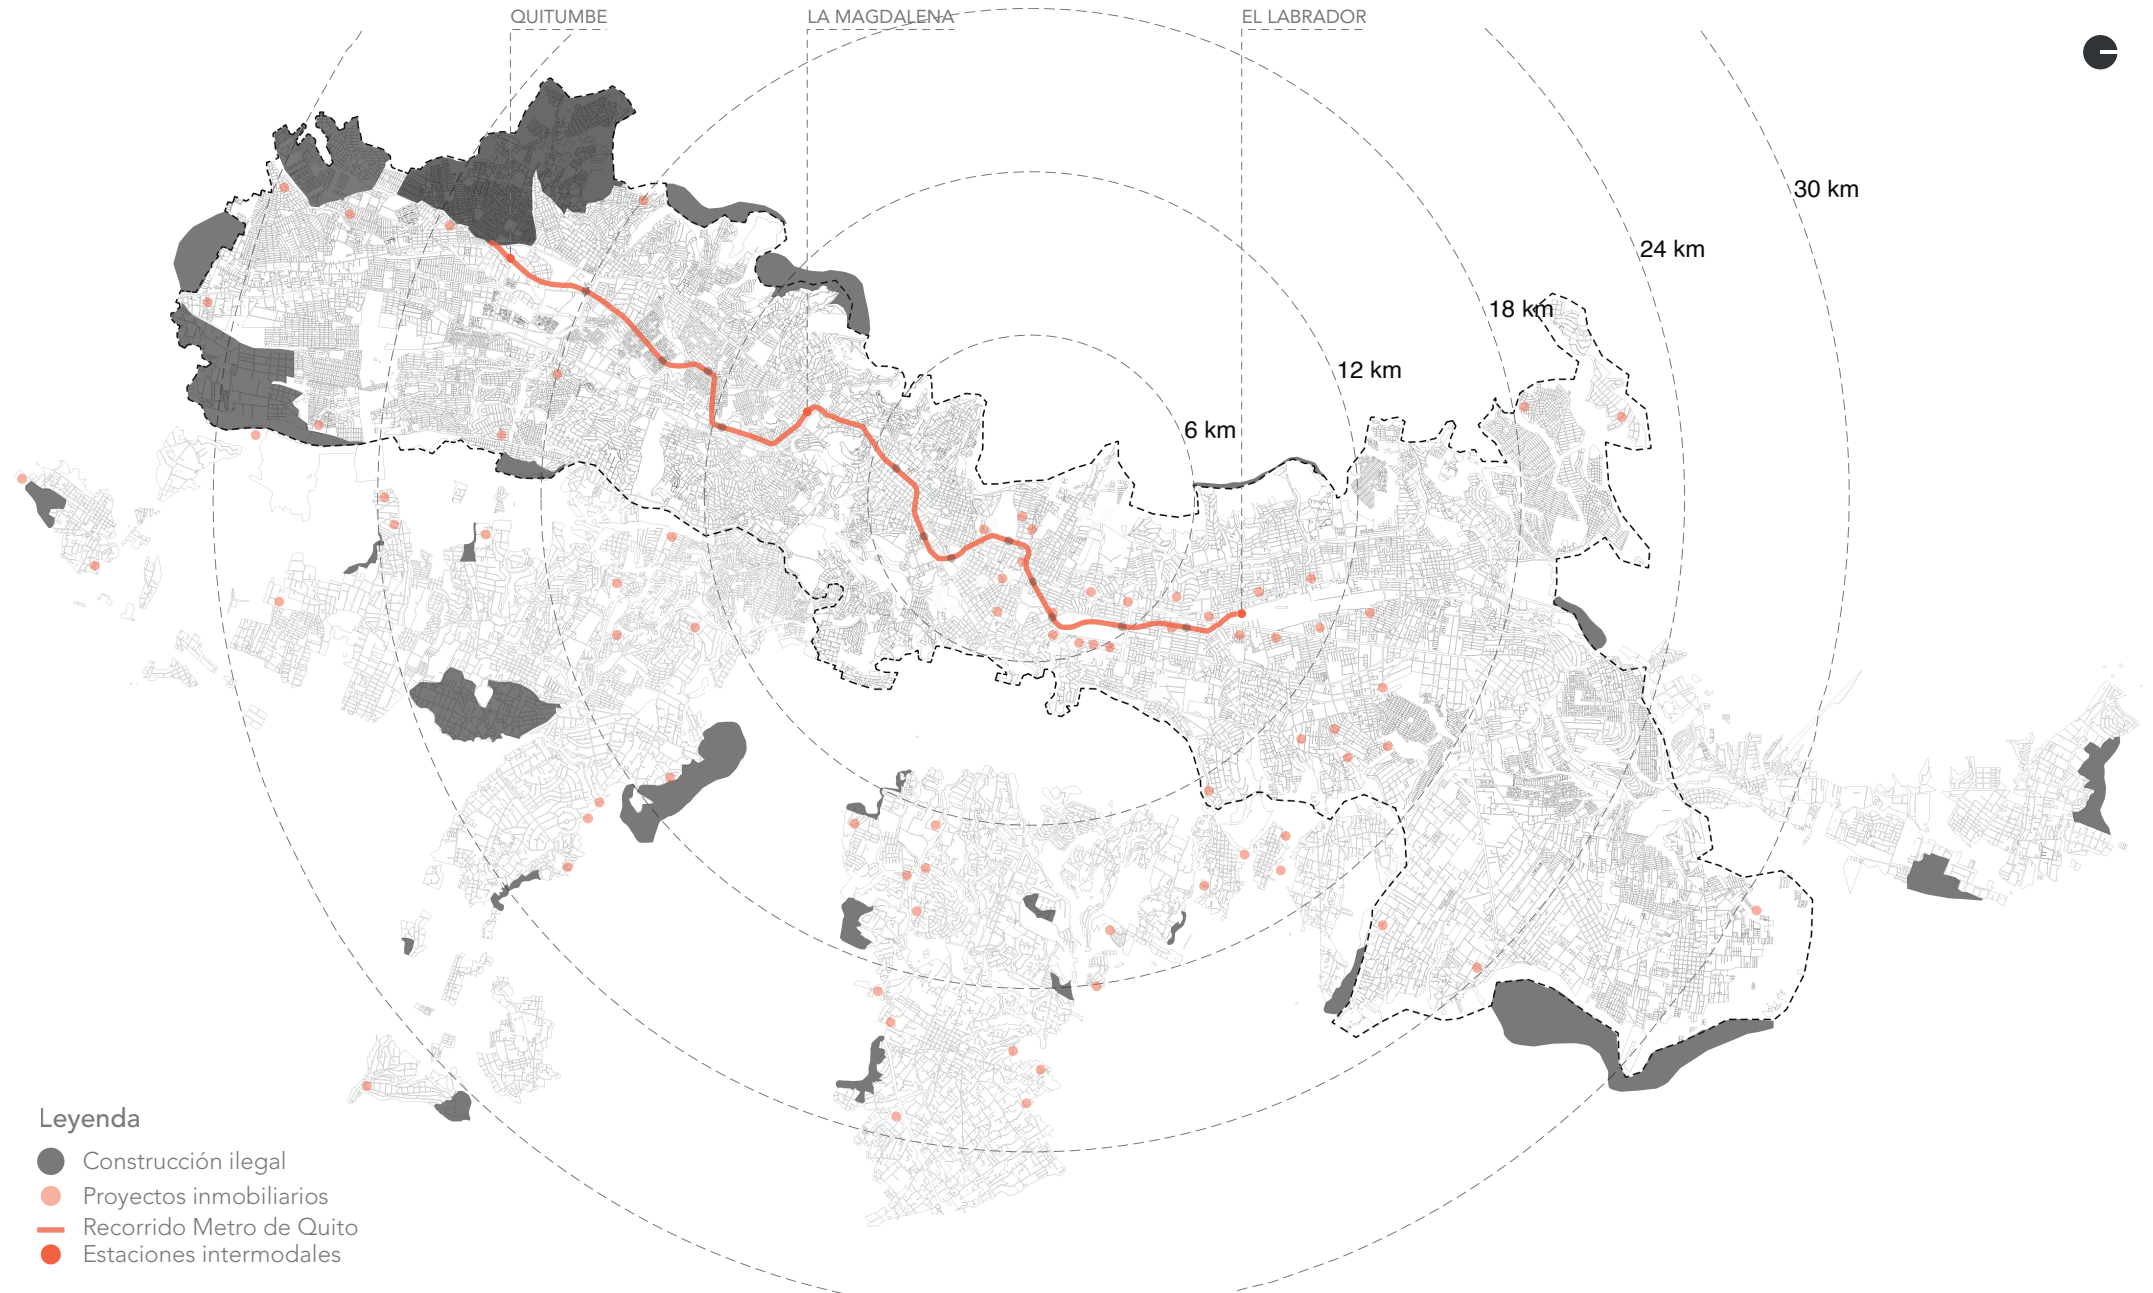 QUITUMBE
LA MAGDALENA
EL LABRADOR
30 km
24 km
18 km
12 km
6 km
Leyenda
Construcción ilegal
Proyectos inmobiliarios
Recorrido Metro de Quito
Estaciones intermodales